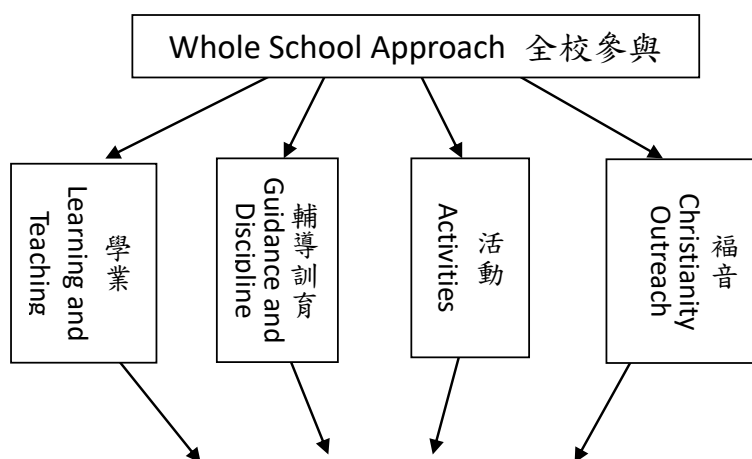 Whole School Approach 全校參與
學業
Learning and
Teaching
輔導訓育
Guidance and
Discipline
活動
Activities
褔音
Christianity
Outreach